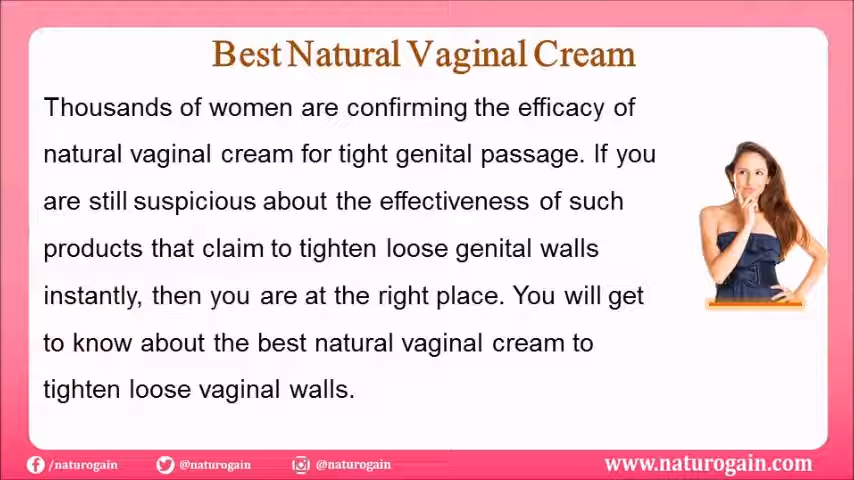 Best Natural Vaginal Cream
Thousands of women are confirming the efficacy of
natural vaginal cream for tight genital passage. If you
are still suspicious about the effectiveness of such
products that claim to tighten loose genital walls
instantly, then you are at the right place. You will get
to know about the best natural vaginal cream to
tighten loose vaginal walls.
/naturogain @naturogain @naturogain www.naturogain.com